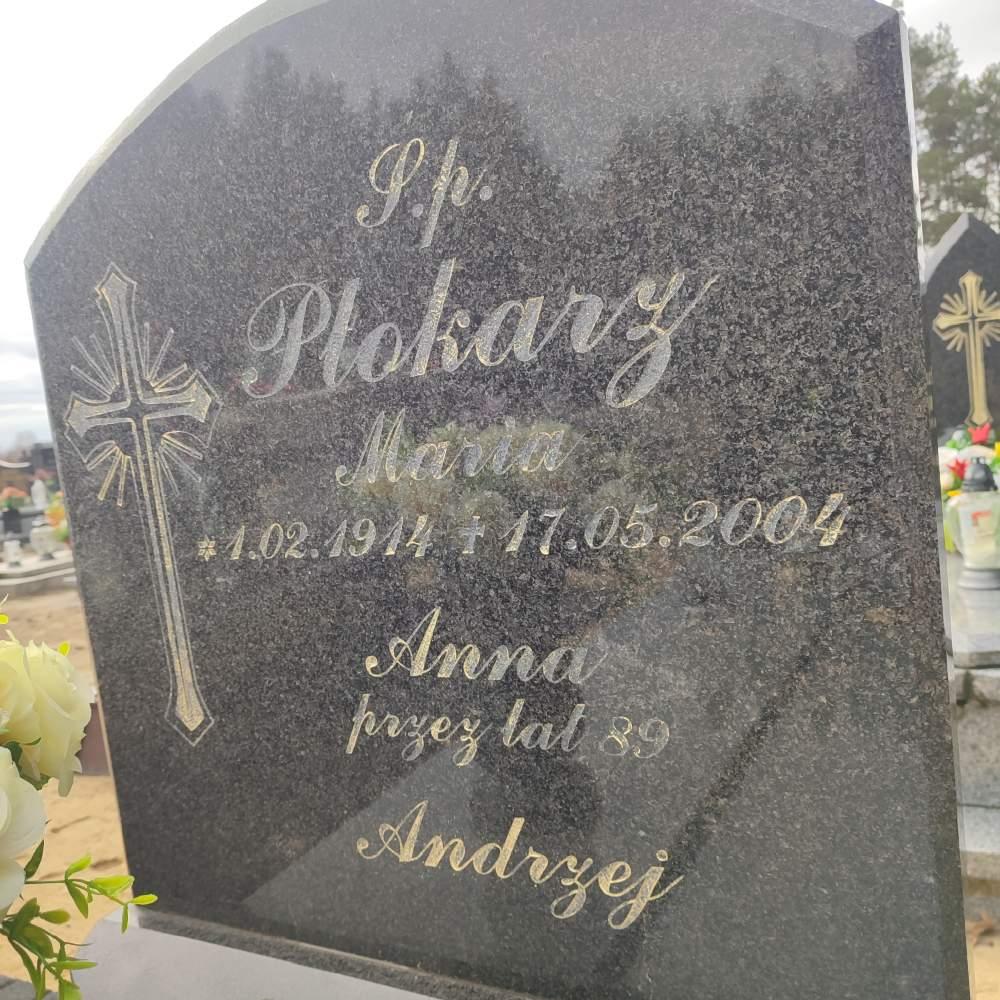 Ś.p.
Płokarz
Maria
* 1.02.1914 † 17.05.2004
Anna
przez lat 89
Andrzej